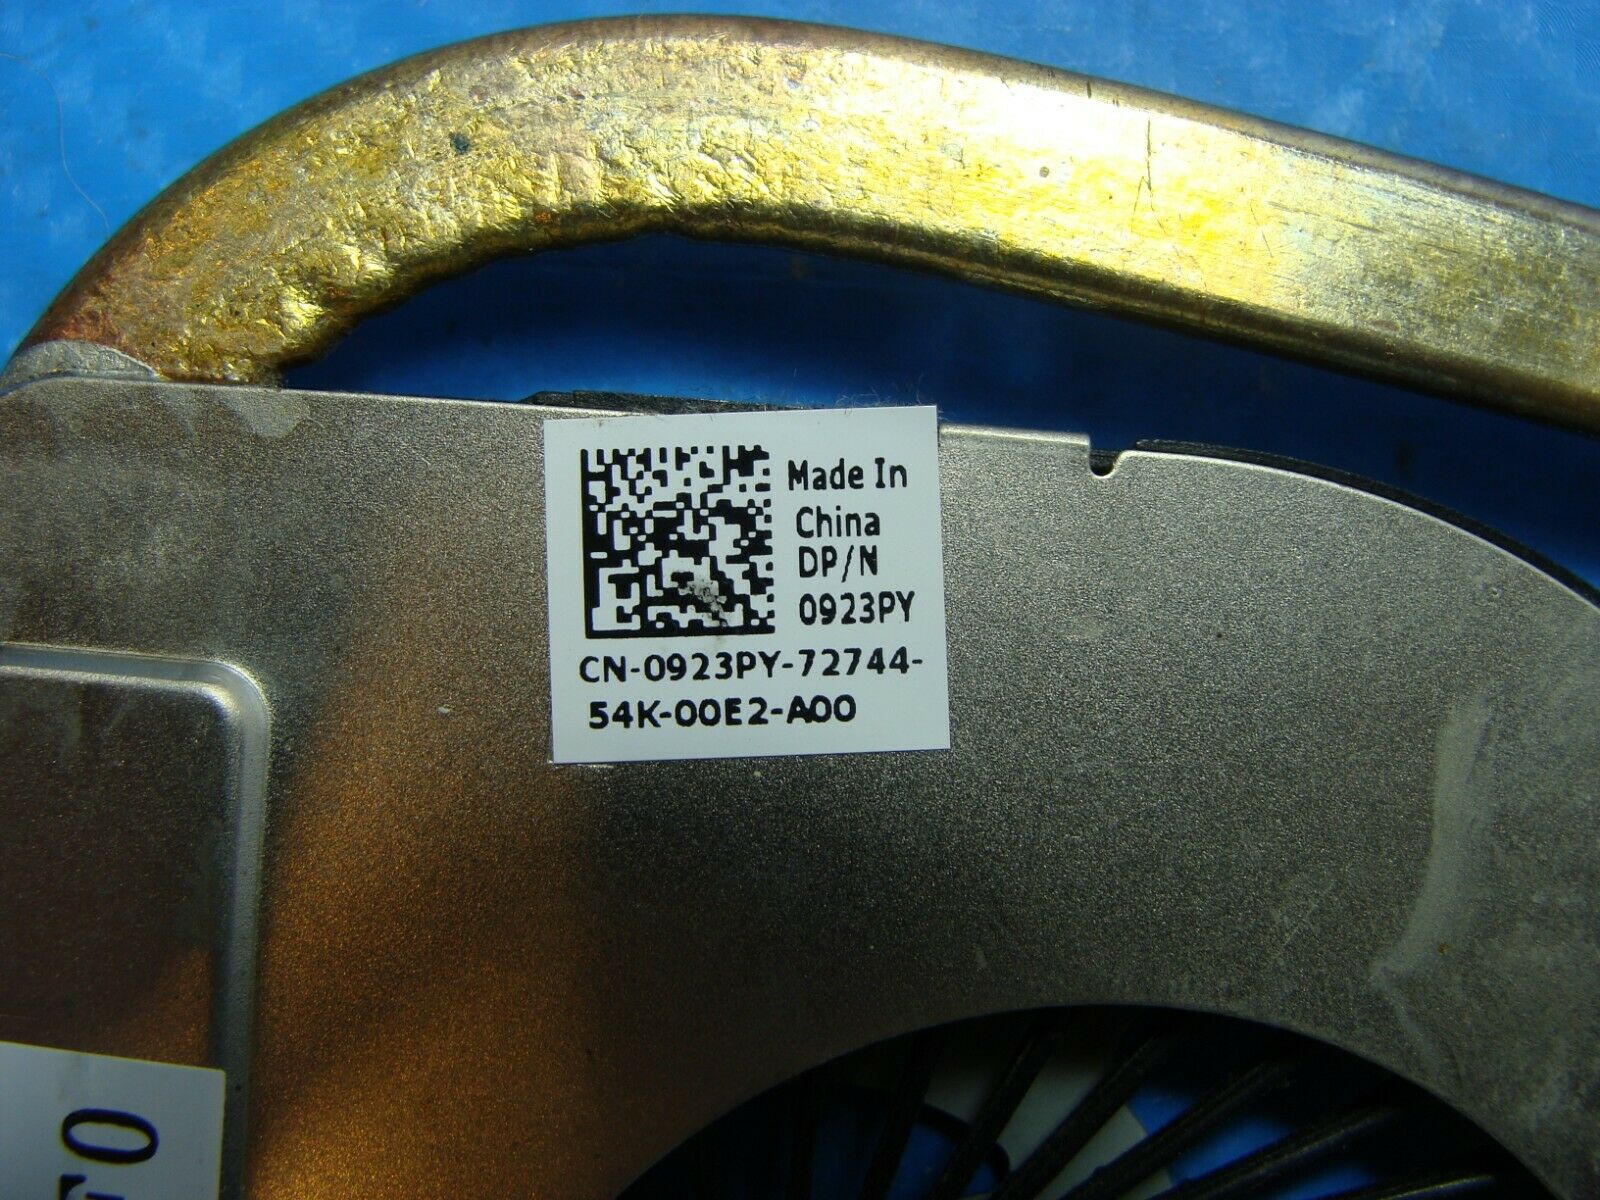 Made In
China
DP/N
0923PY
CN-0923PY-72744-
54K-00E2-A00